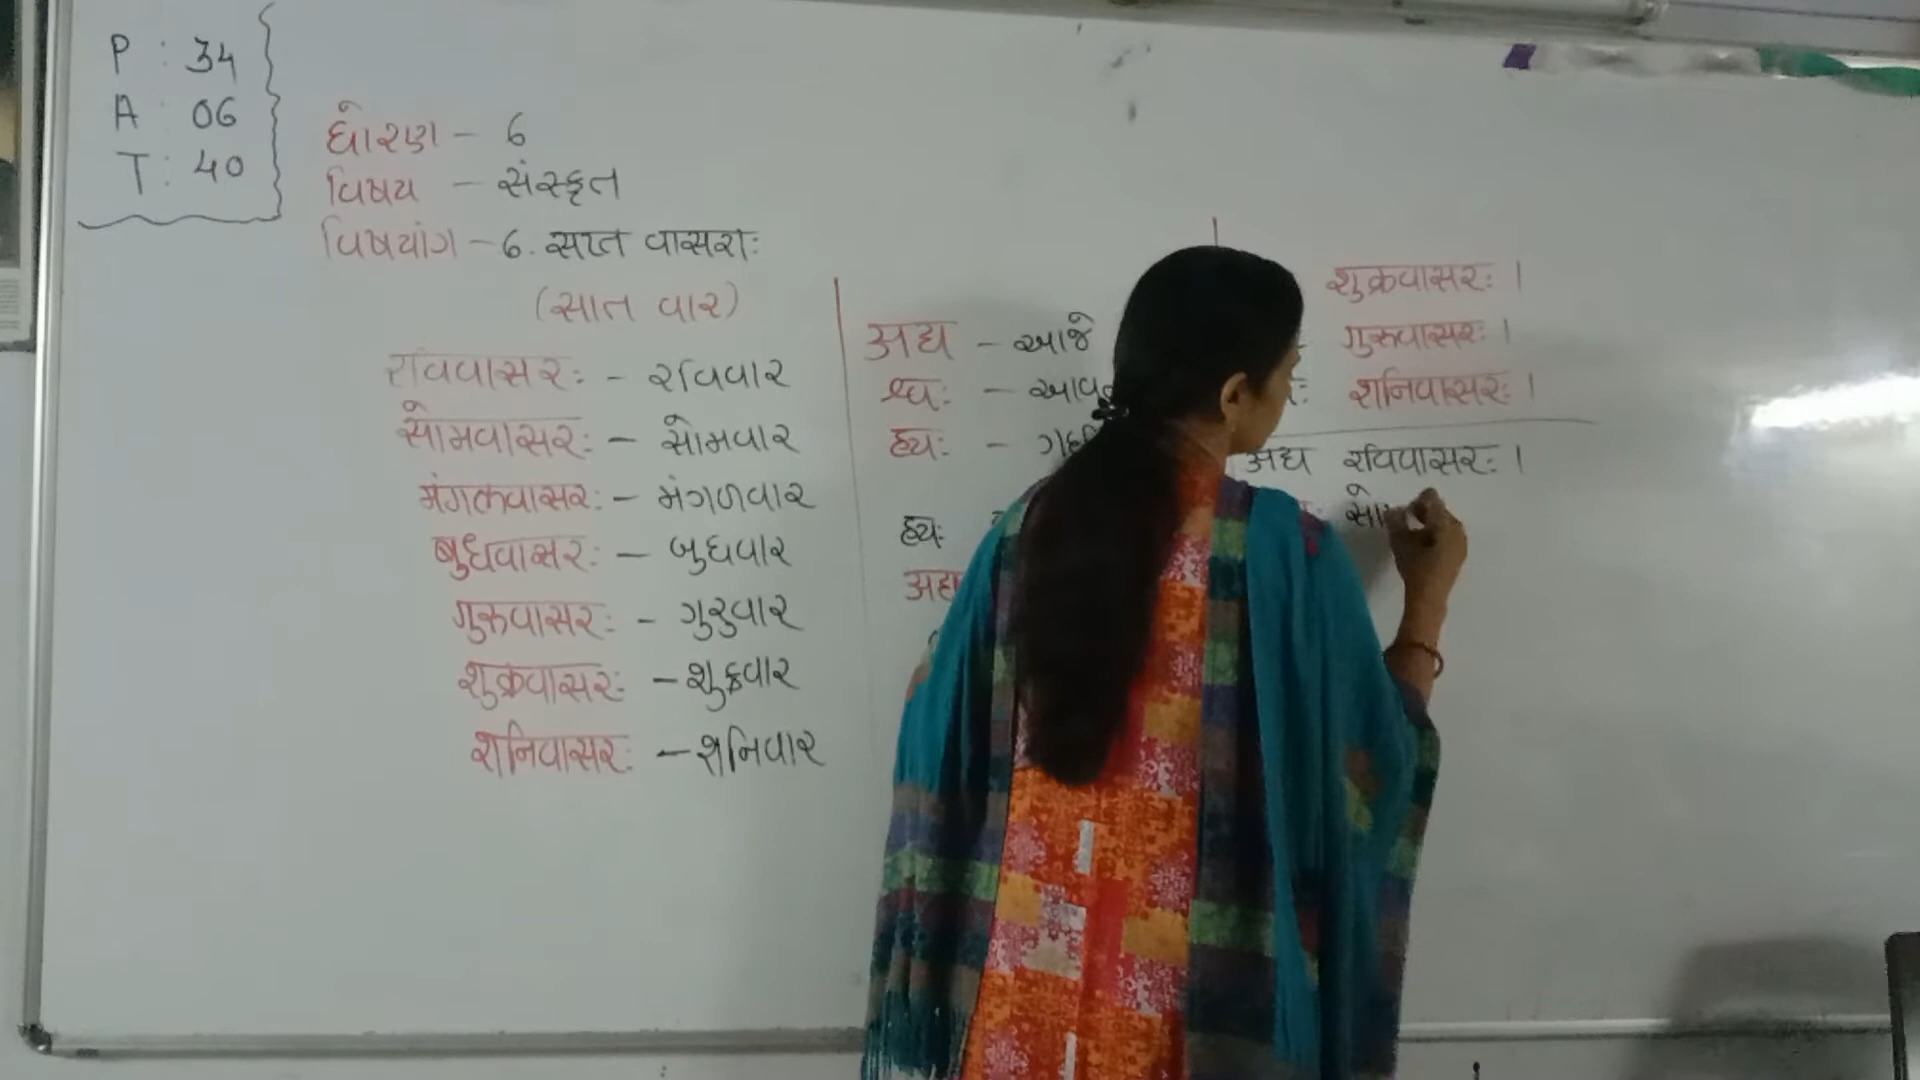 P : 34
A : 06
T : 40
ધોરણ - 6
વિષય - સંસ્કૃત
વિષયાંગ - 6. सप्त वासराः
(સાત વાર)
रविवासरः - રવિવાર
सोमवासरः - સોમવાર
मंगलवासरः - મંગળવાર
बुधवासरः - બુધવાર
गुरुवासरः - ગુરુવાર
शुक्रवासरः - શુક્રવાર
शनिवासरः - શનિવાર
अद्य - આજે
श्वः -
ह्यः -
ह्यः
अद्य
शुक्रवासरः ।
गुरुवासरः ।
शनिवासरः ।
अद्य रविवासरः ।